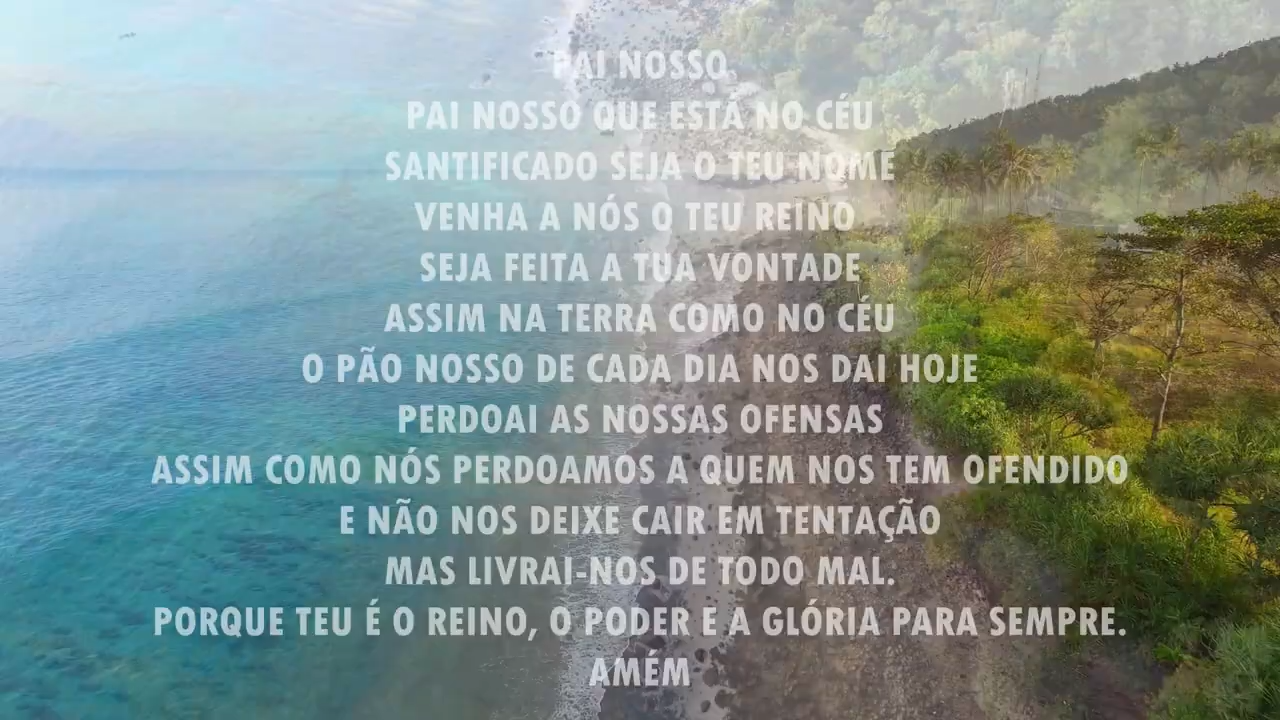 PAI NOSSO
PAI NOSSO QUE ESTÁ NO CÉU
SANTIFICADO SEJA O TEU NOME
VENHA A NÓS O TEU REINO
SEJA FEITA A TUA VONTADE
ASSIM NA TERRA COMO NO CÉU
O PÃO NOSSO DE CADA DIA NOS DAI HOJE
PERDOAI AS NOSSAS OFENSAS
ASSIM COMO NÓS PERDOAMOS A QUEM NOS TEM OFENDIDO
E NÃO NOS DEIXE CAIR EM TENTAÇÃO
MAS LIVRAI-NOS DE TODO MAL.
PORQUE TEU É O REINO, O PODER E A GLÓRIA PARA SEMPRE.
AMÉM